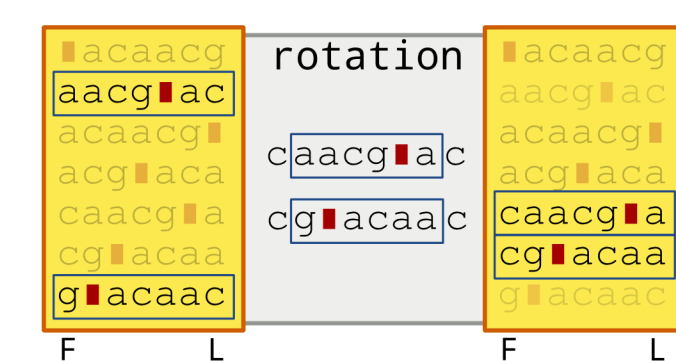 ▮acaacg
aacg▮ac
acaacg▮
acg▮aca
caacg▮a
cg▮acaa
g▮acaac
F L
rotation
caacg▮ac
cg▮acaac
▮acaacg
aacg▮ac
acaacg▮
acg▮aca
caacg▮a
cg▮acaa
g▮acaac
F L